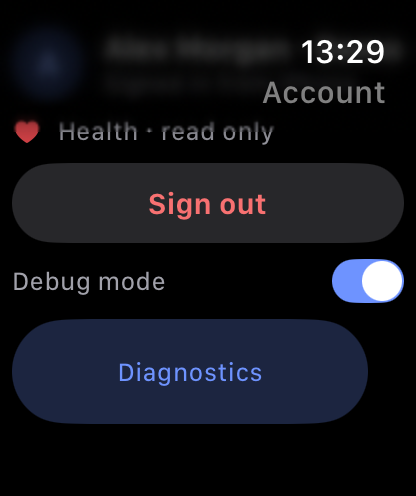 13:29
Account
Health · read only
Sign out
Debug mode
Diagnostics